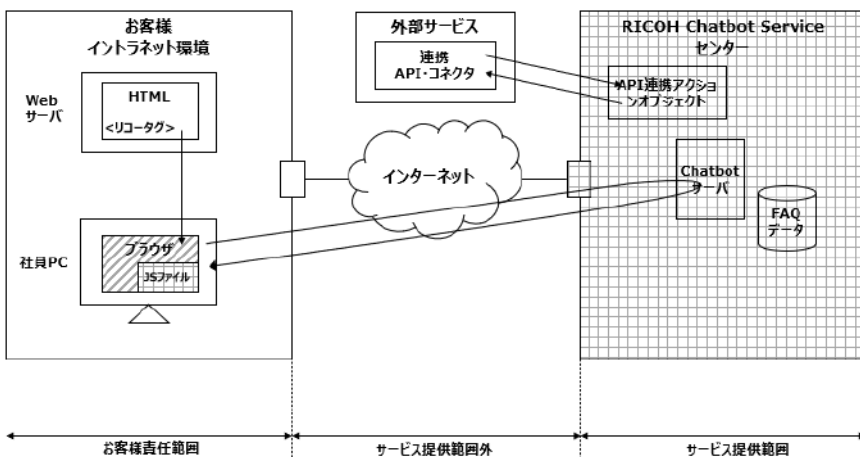 お客様
イントラネット環境
Web
サーバ
HTML
<リコータグ>
社員PC
ブラウザ
JSファイル
外部サービス
連携
API・コネクタ
インターネット
RICOH Chatbot Service
センター
API連携アクショ
ンオブジェクト
Chatbot
サーバ
FAQ
データ
お客様責任範囲
サービス提供範囲外
サービス提供範囲